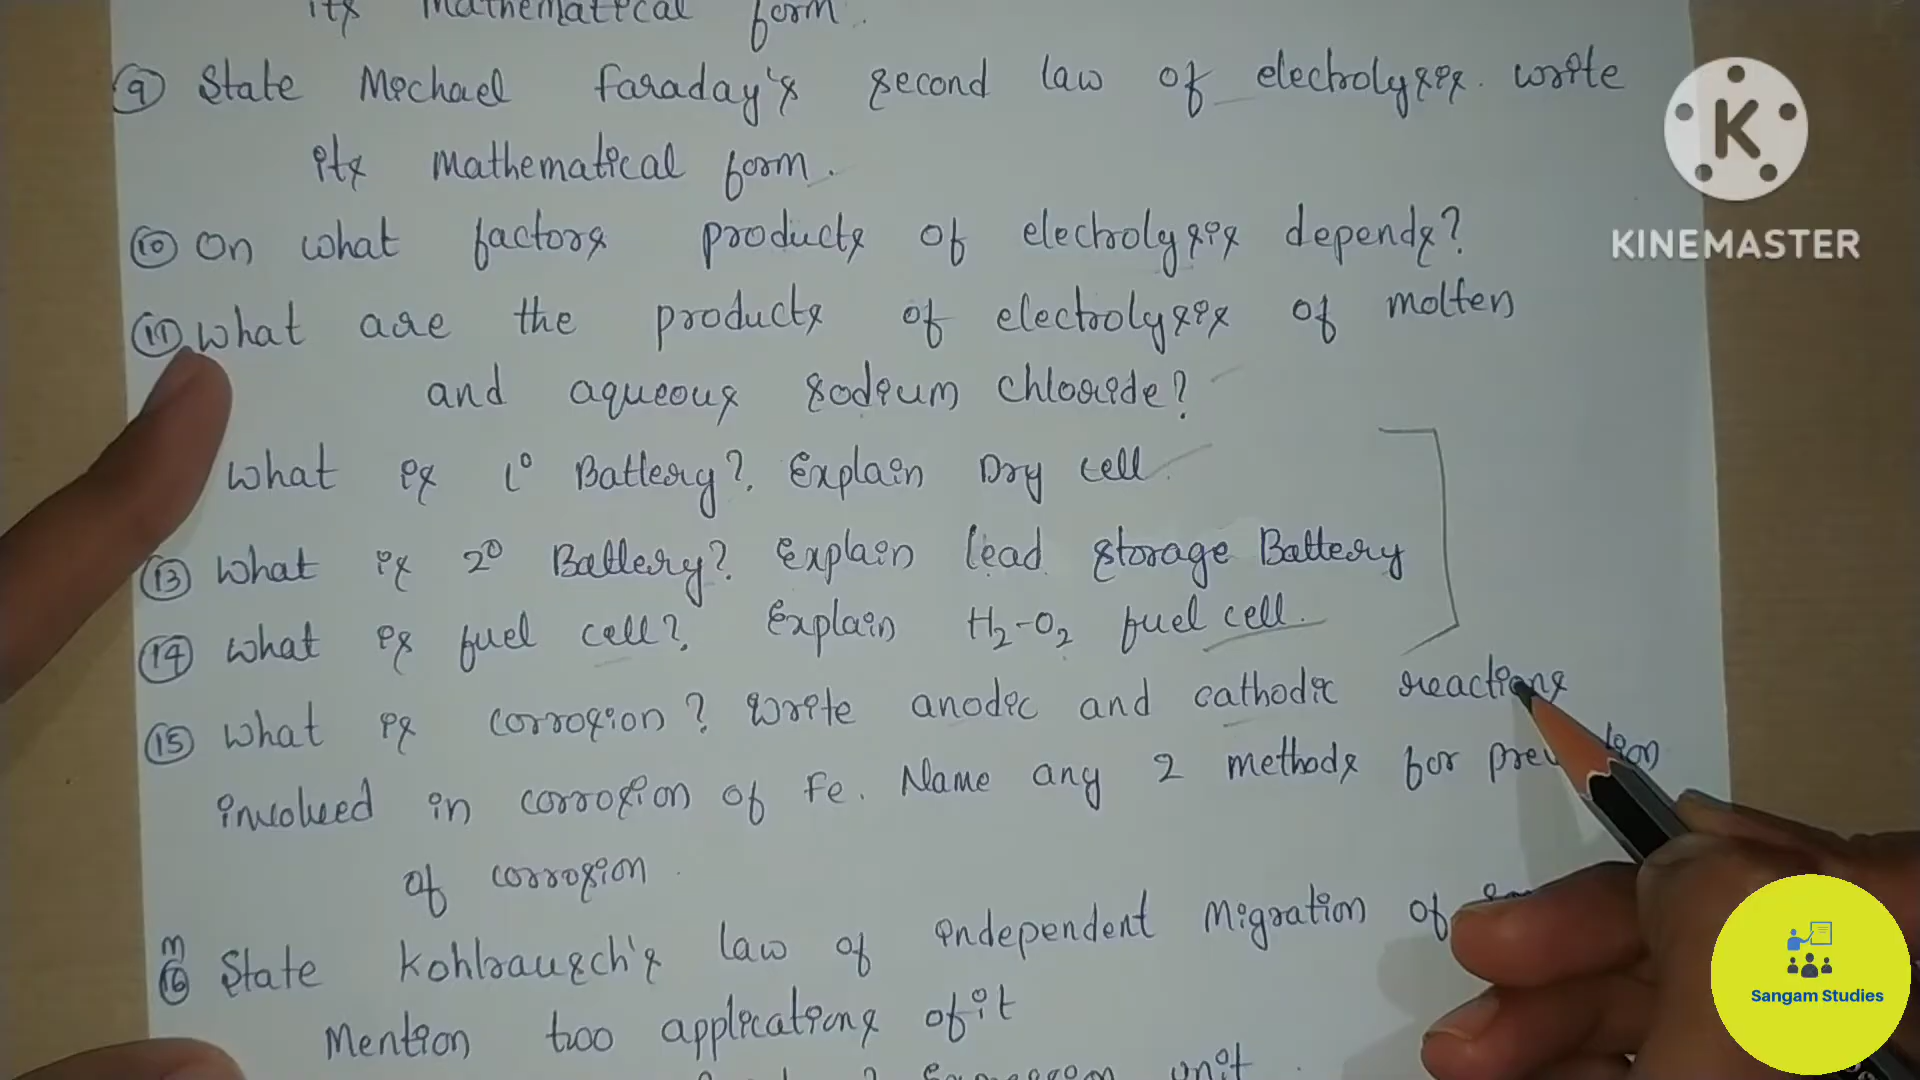 its Mathematical form.
9 State Michael faraday's second law of electrolysis. write
its Mathematical form.
10 On what factors products of electrolysis depends?
11 What are the products of electrolysis of molten
and aqueous sodium chloride?
What is 1° Battery? Explain Dry cell.
13 What is 2° Battery? Explain lead storage Battery
14 What is fuel cell? Explain H2-O2 fuel cell.
15 What is corrosion? Write anodic and cathodic reactions
involved in corrosion of Fe. Name any 2 methods for
of corrosion.
M
16 State Kohlrausch's law of independent Migration of
Mention two applications of it
unit.
KINEMASTER
Sangam Studies